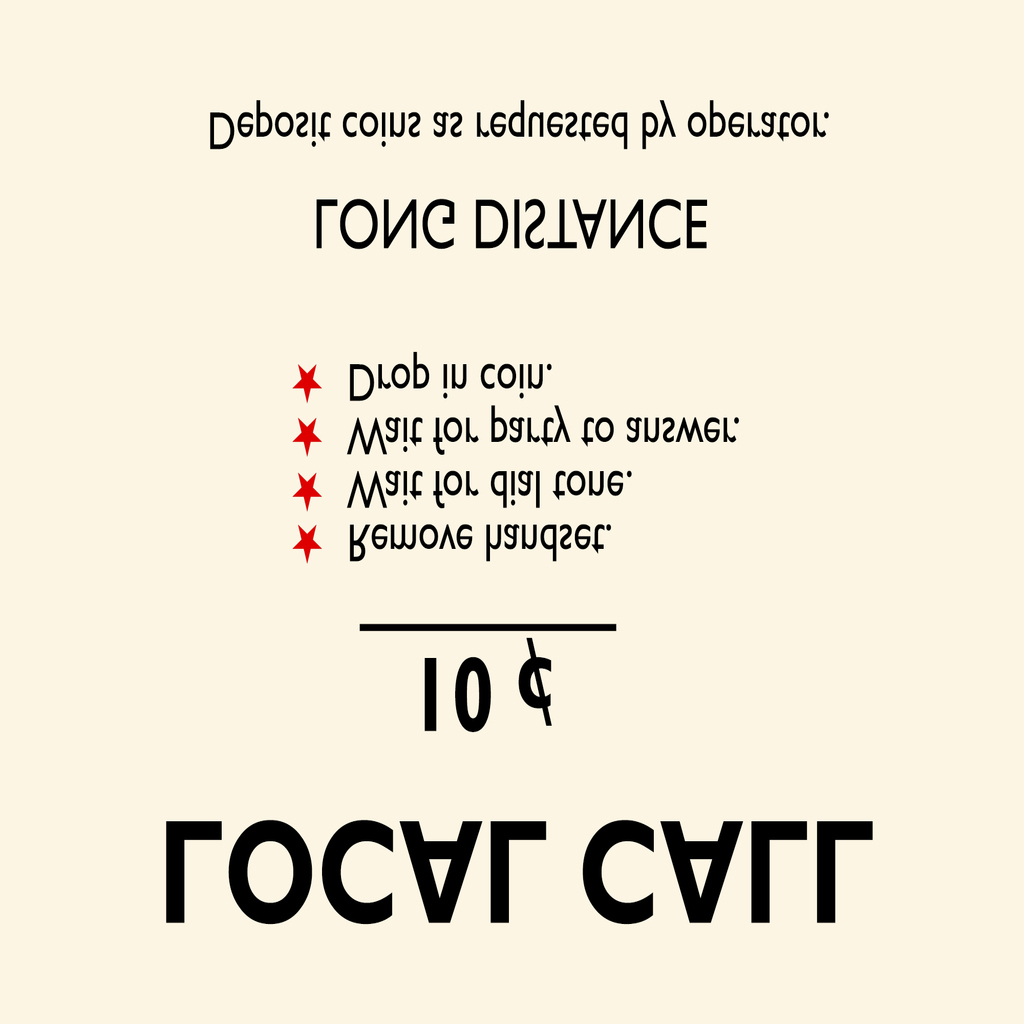 LOCAL CALL
10 ¢
Remove handset.
Wait for dial tone.
Wait for party to answer.
Drop in coin.
LONG DISTANCE
Deposit coins as requested by operator.